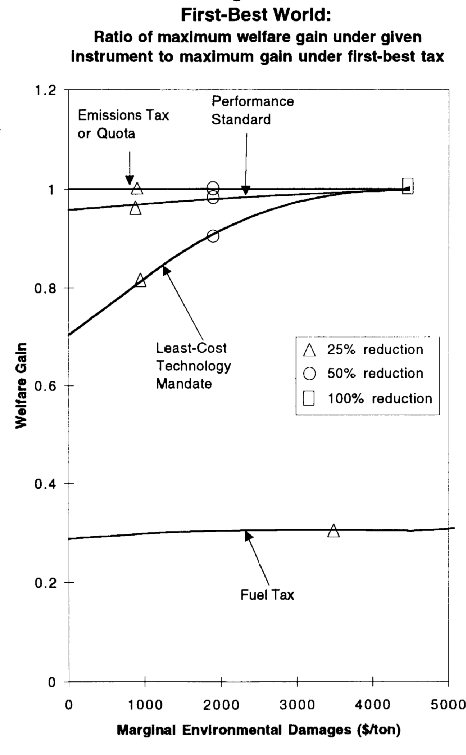 First-Best World:
Ratio of maximum welfare gain under given
instrument to maximum gain under first-best tax
1.2
Emissions Tax
or Quota
Performance
Standard
1
0.8
Least-Cost
Technology
Mandate
25% reduction
50% reduction
100% reduction
Welfare Gain
0.6
0.4
0.2
Fuel Tax
0
0 1000 2000 3000 4000 5000
Marginal Environmental Damages ($/ton)